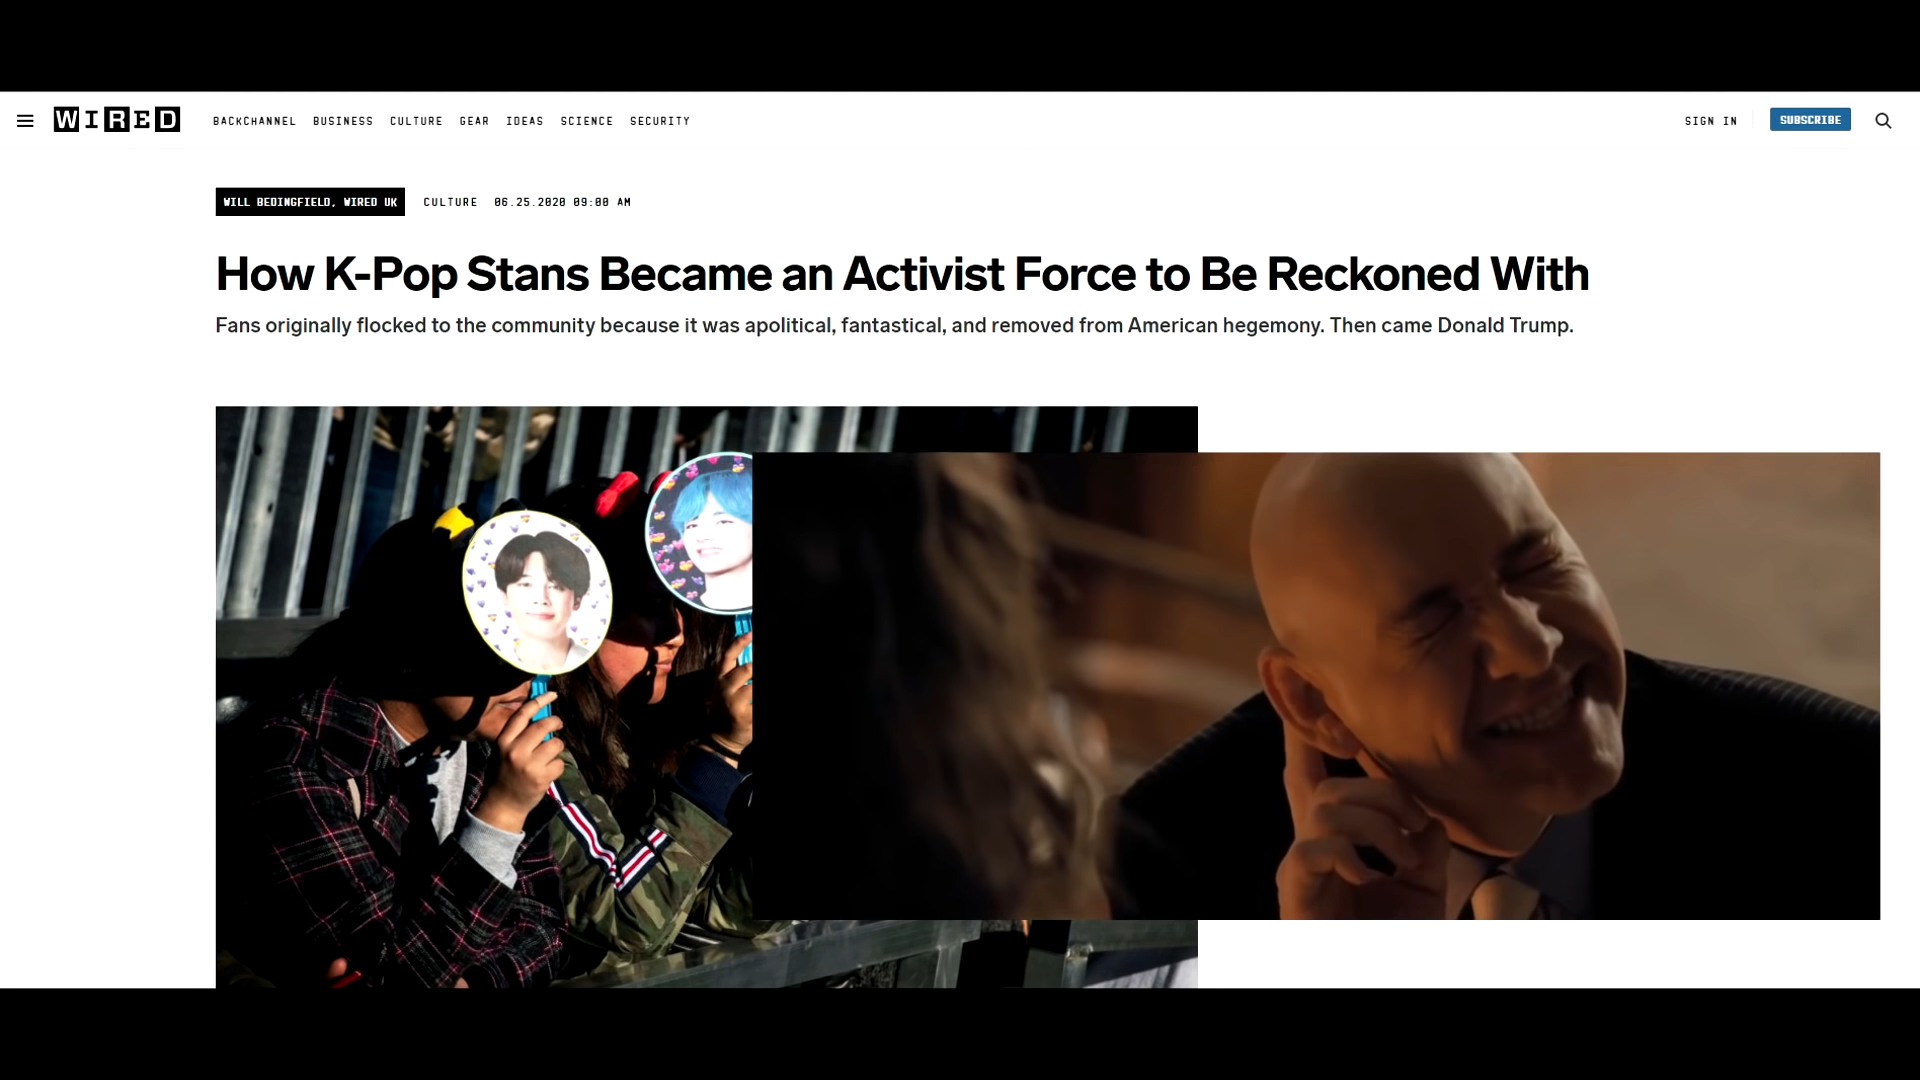 WIRED
BACKCHANNEL BUSINESS CULTURE GEAR IDEAS SCIENCE SECURITY
SIGN IN
SUBSCRIBE
WILL BEDINGFIELD, WIRED UK
CULTURE
06.25.2020 09:00 AM
How K-Pop Stans Became an Activist Force to Be Reckoned With
Fans originally flocked to the community because it was apolitical, fantastical, and removed from American hegemony. Then came Donald Trump.